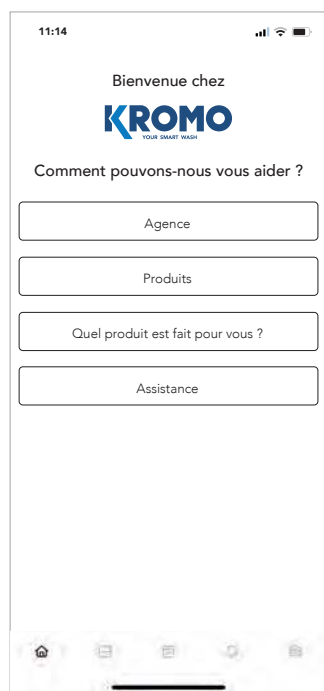 11:14
Bienvenue chez
KROMO
YOUR SMART WASH
Comment pouvons-nous vous aider ?
Agence
Produits
Quel produit est fait pour vous ?
Assistance